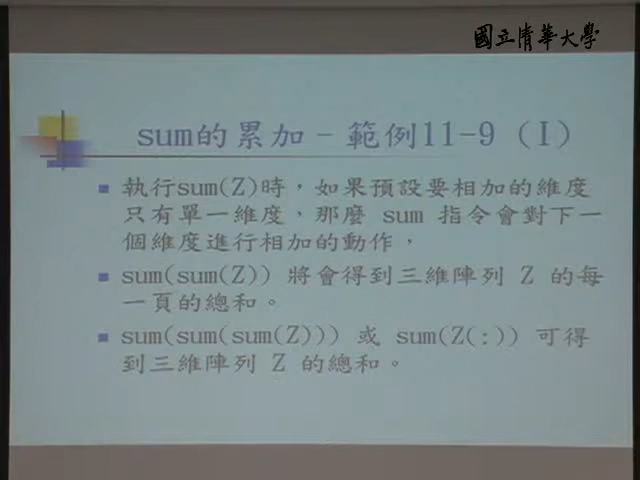 國立清華大學
sum的累加–範例11-9 (I)
執行sum(Z)時，如果預設要相加的維度
只有單一維度，那麼 sum 指令會對下一
個維度進行相加的動作，
sum(sum(Z)) 將會得到三維陣列 Z 的每
一頁的總和。
sum(sum(sum(Z))) 或 sum(Z(:)) 可得
到三維陣列 Z 的總和。